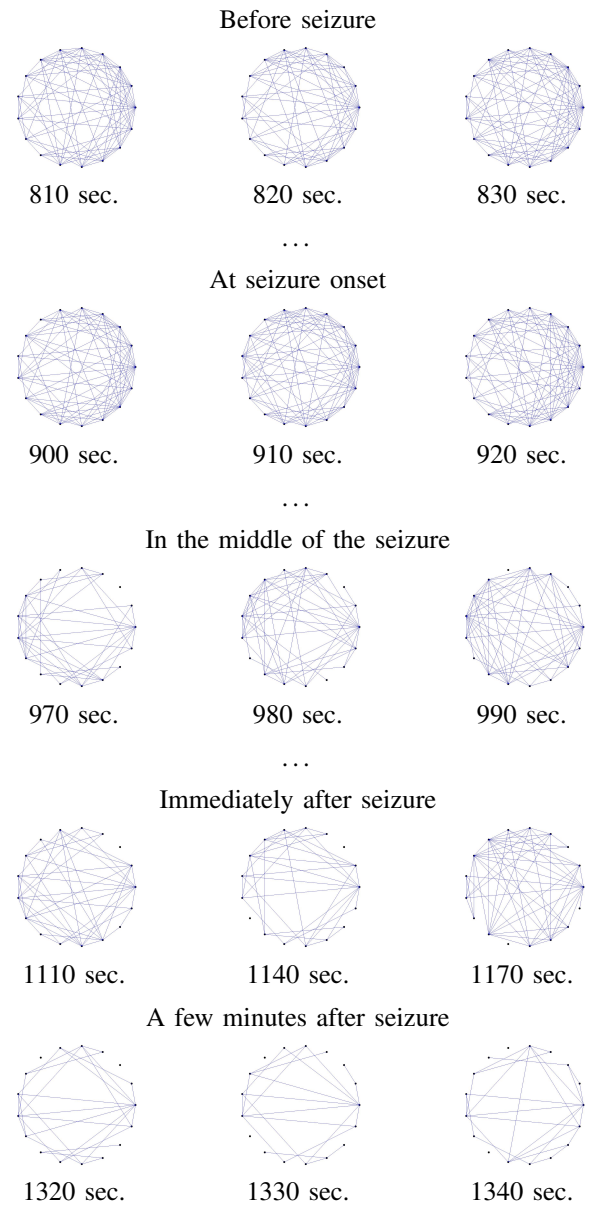 Before seizure
810 sec. 820 sec. 830 sec.
...
At seizure onset
900 sec. 910 sec. 920 sec.
...
In the middle of the seizure
970 sec. 980 sec. 990 sec.
...
Immediately after seizure
1110 sec. 1140 sec. 1170 sec.
A few minutes after seizure
1320 sec. 1330 sec. 1340 sec.